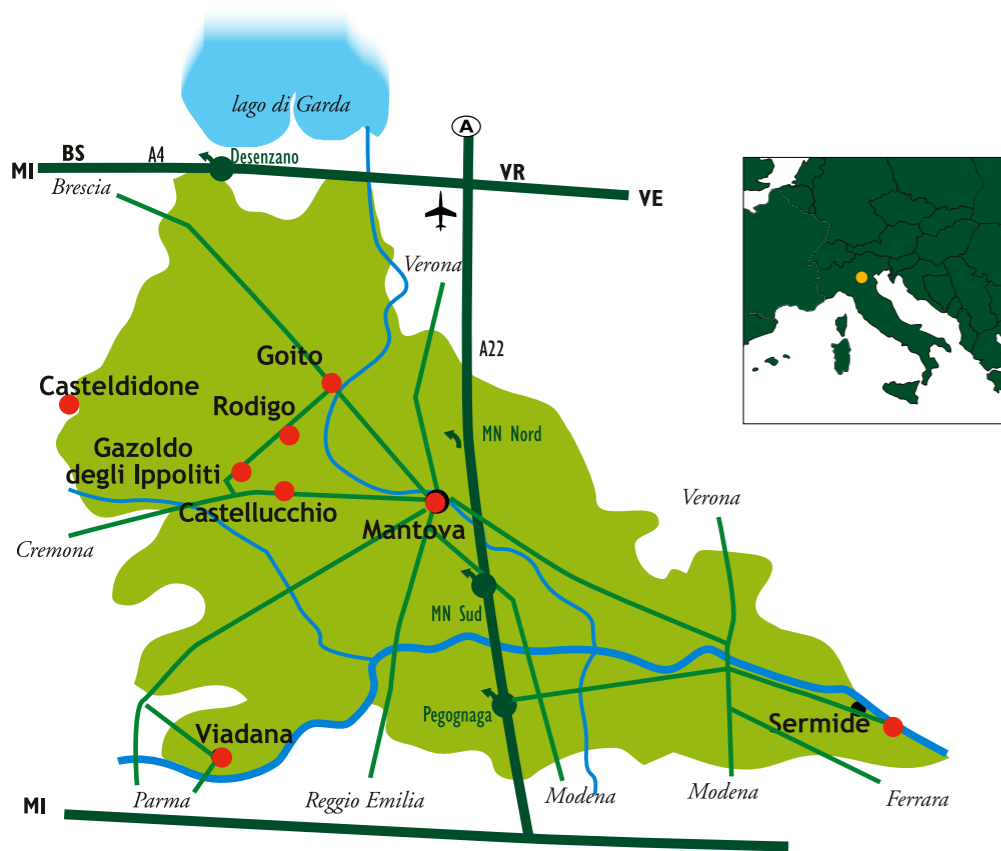 lago di Garda
A
BS
A4
Desenzano
MI
VR
VE
Brescia
Verona
A22
Goito
Casteldidone
Rodigo
MN Nord
Gazoldo
degli Ippoliti
Castellucchio
Verona
Mantova
Cremona
MN Sud
Pegognaga
Sermide
Viadana
MI
Parma
Reggio Emilia
Modena
Modena
Ferrara